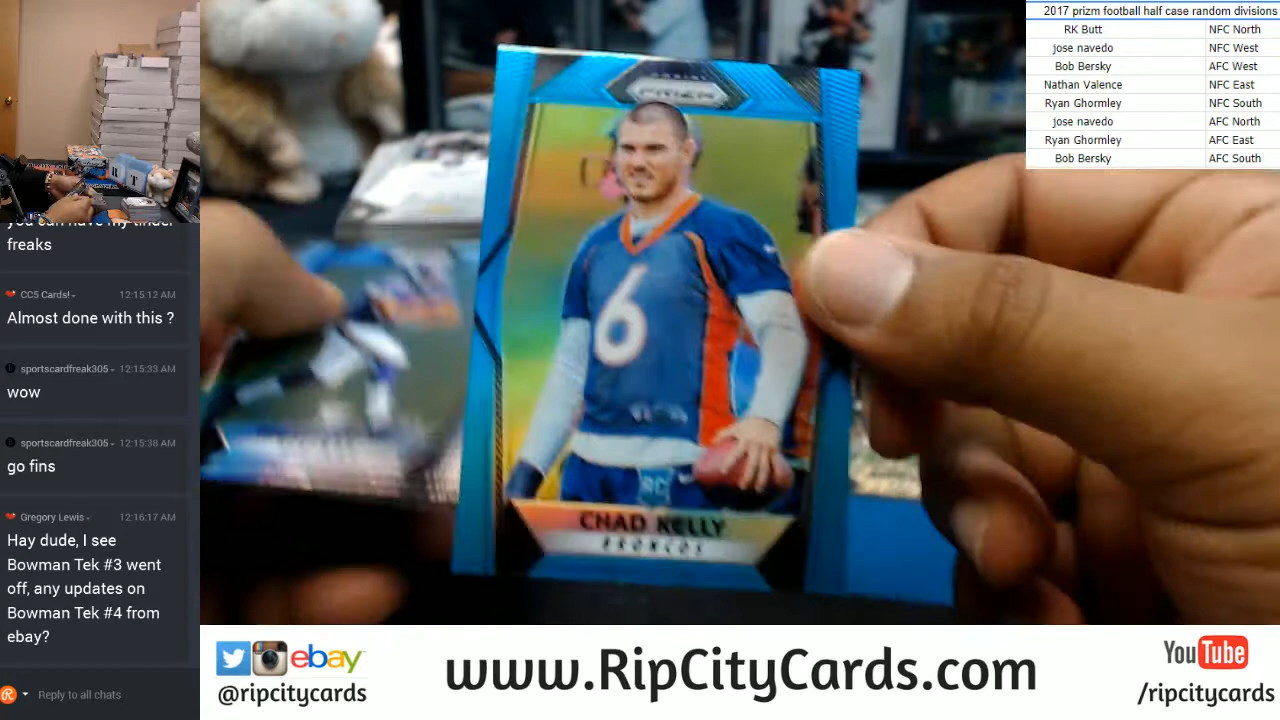 2017 prizm football half case random divisions
RK Butt NFC North
jose navedo NFC West
Bob Bersky AFC West
Nathan Valence NFC East
Ryan Ghormley NFC South
jose navedo AFC North
Ryan Ghormley AFC East
Bob Bersky AFC South
freaks
CC5 Cards! 12:15:12 AM
Almost done with this ?
sportscardfreak305 12:15:33 AM
wow
sportscardfreak305 12:15:38 AM
go fins
Gregory Lewis 12:16:17 AM
Hay dude, I see
Bowman Tek #3 went
off, any updates on
Bowman Tek #4 from
ebay?
Reply to all chats
PANINI
PRIZM
6
RC
CHAD KELLY
BRONCOS
R T
ebay
@ripcitycards
www.RipCityCards.com
YouTube
/ripcitycards